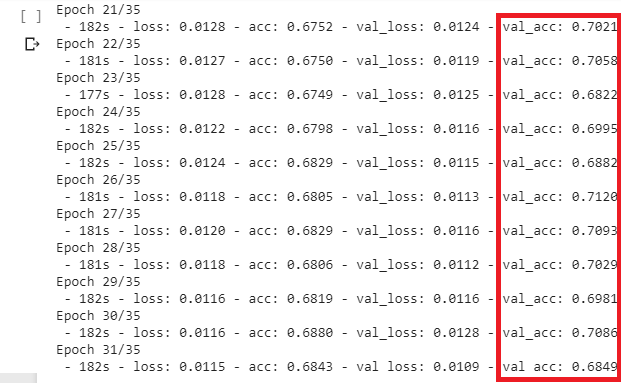 [ ]
Epoch 21/35
- 182s - loss: 0.0128 - acc: 0.6752 - val_loss: 0.0124 - val_acc: 0.7021
Epoch 22/35
- 181s - loss: 0.0127 - acc: 0.6750 - val_loss: 0.0119 - val_acc: 0.7058
Epoch 23/35
- 177s - loss: 0.0128 - acc: 0.6749 - val_loss: 0.0125 - val_acc: 0.6822
Epoch 24/35
- 182s - loss: 0.0122 - acc: 0.6798 - val_loss: 0.0116 - val_acc: 0.6995
Epoch 25/35
- 182s - loss: 0.0124 - acc: 0.6829 - val_loss: 0.0115 - val_acc: 0.6882
Epoch 26/35
- 181s - loss: 0.0118 - acc: 0.6805 - val_loss: 0.0113 - val_acc: 0.7120
Epoch 27/35
- 181s - loss: 0.0120 - acc: 0.6829 - val_loss: 0.0116 - val_acc: 0.7093
Epoch 28/35
- 181s - loss: 0.0118 - acc: 0.6806 - val_loss: 0.0112 - val_acc: 0.7029
Epoch 29/35
- 182s - loss: 0.0116 - acc: 0.6819 - val_loss: 0.0116 - val_acc: 0.6981
Epoch 30/35
- 182s - loss: 0.0116 - acc: 0.6880 - val_loss: 0.0128 - val_acc: 0.7086
Epoch 31/35
- 182s - loss: 0.0115 - acc: 0.6843 - val_loss: 0.0109 - val_acc: 0.6849